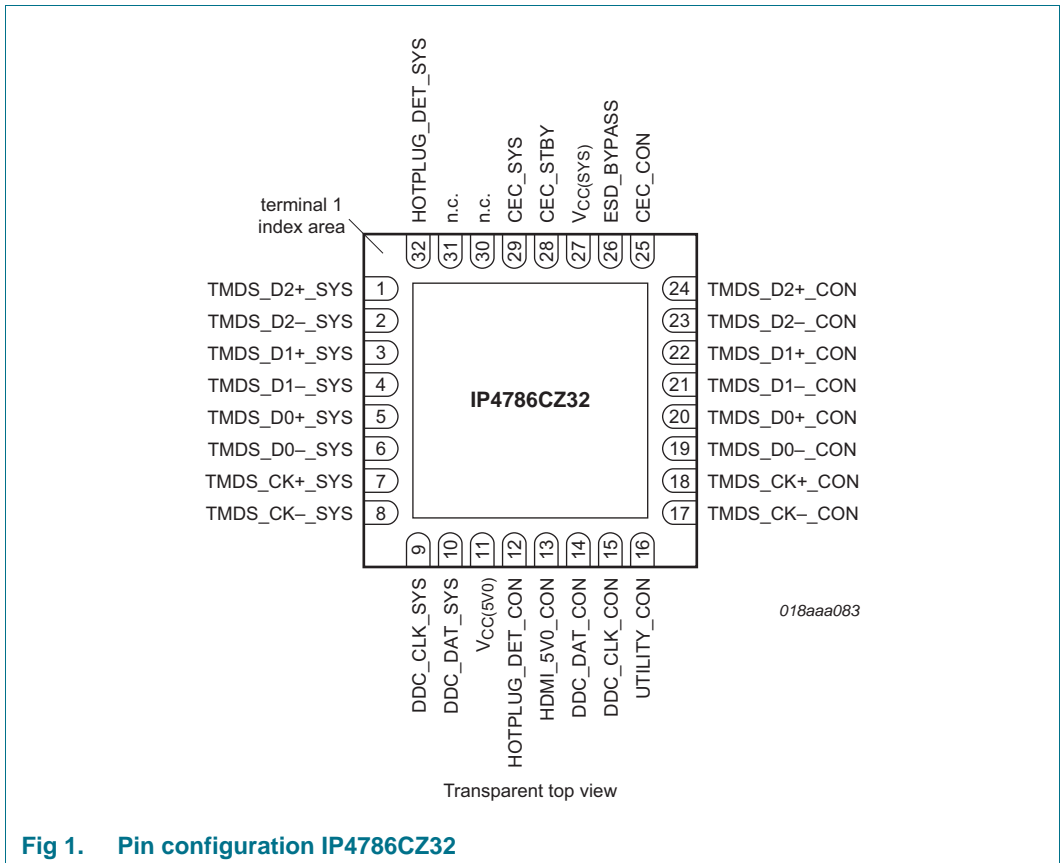 HOTPLUG_DET_SYS
n.c.
n.c.
CEC_SYS
CEC_STBY
VCC(SYS)
ESD_BYPASS
CEC_CON
terminal 1
index area
32 31 30 29 28 27 26 25
TMDS_D2+_SYS 1
TMDS_D2–_SYS 2
TMDS_D1+_SYS 3
TMDS_D1–_SYS 4
TMDS_D0+_SYS 5
TMDS_D0–_SYS 6
TMDS_CK+_SYS 7
TMDS_CK–_SYS 8
IP4786CZ32
24 TMDS_D2+_CON
23 TMDS_D2–_CON
22 TMDS_D1+_CON
21 TMDS_D1–_CON
20 TMDS_D0+_CON
19 TMDS_D0–_CON
18 TMDS_CK+_CON
17 TMDS_CK–_CON
9 10 11 12 13 14 15 16
DDC_CLK_SYS
DDC_DAT_SYS
VCC(5V0)
HOTPLUG_DET_CON
HDMI_5V0_CON
DDC_DAT_CON
DDC_CLK_CON
UTILITY_CON
018aaa083
Transparent top view
Fig 1. Pin configuration IP4786CZ32